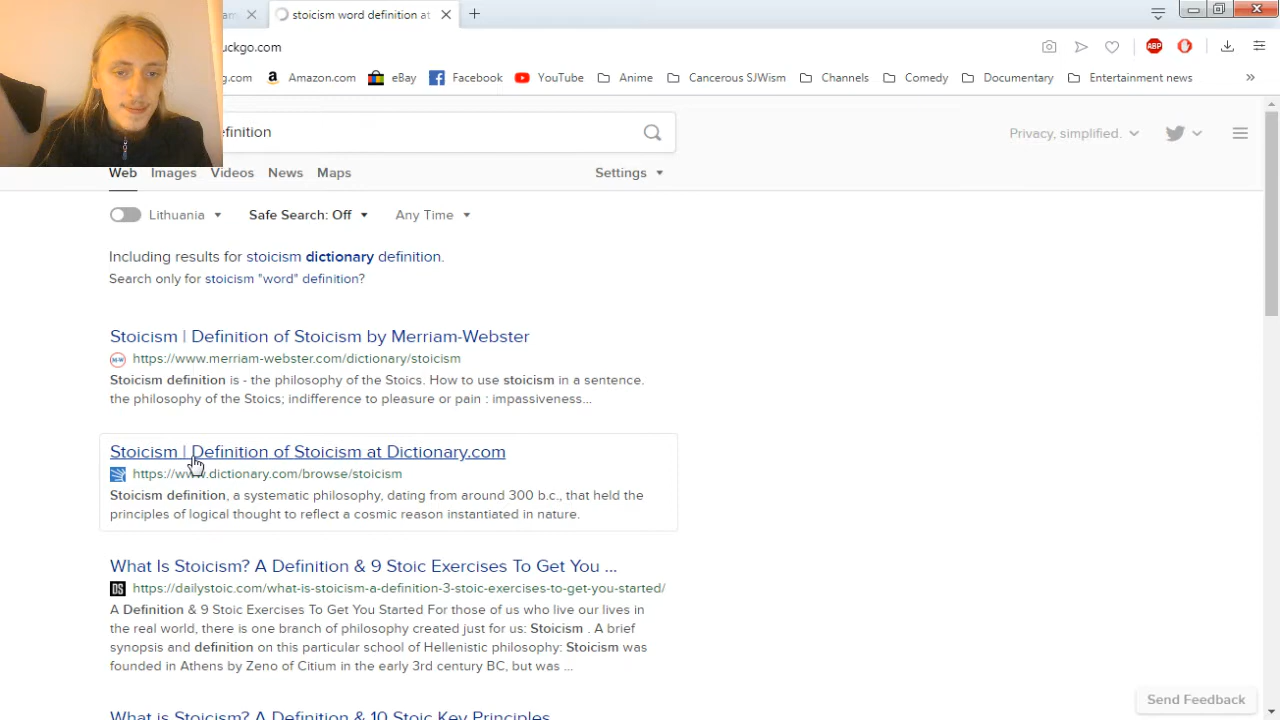 stoicism word definition at
uckgo.com
g.com Amazon.com eBay Facebook YouTube Anime Cancerous SJWism Channels Comedy Documentary Entertainment news »
efinition
Privacy, simplified.
Web Images Videos News Maps Settings
Lithuania Safe Search: Off Any Time
Including results for stoicism dictionary definition.
Search only for stoicism "word" definition?
Stoicism | Definition of Stoicism by Merriam-Webster
https://www.merriam-webster.com/dictionary/stoicism
Stoicism definition is - the philosophy of the Stoics. How to use stoicism in a sentence.
the philosophy of the Stoics; indifference to pleasure or pain : impassiveness...
Stoicism | Definition of Stoicism at Dictionary.com
https://www.dictionary.com/browse/stoicism
Stoicism definition, a systematic philosophy, dating from around 300 b.c., that held the
principles of logical thought to reflect a cosmic reason instantiated in nature.
What Is Stoicism? A Definition & 9 Stoic Exercises To Get You ...
DS https://dailystoic.com/what-is-stoicism-a-definition-3-stoic-exercises-to-get-you-started/
A Definition & 9 Stoic Exercises To Get You Started For those of us who live our lives in
the real world, there is one branch of philosophy created just for us: Stoicism . A brief
synopsis and definition on this particular school of Hellenistic philosophy: Stoicism was
founded in Athens by Zeno of Citium in the early 3rd century BC, but was ...
What is Stoicism? A Definition & 10 Stoic Key Principles
Send Feedback